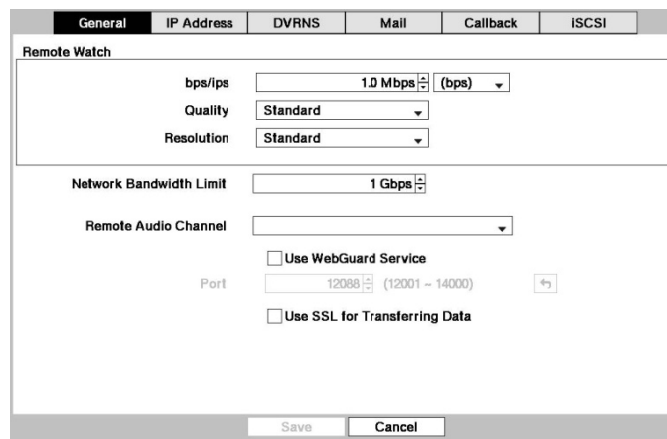 General IP Address DVRNS Mail Callback iSCSI
Remote Watch
bps/ips 1.0 Mbps (bps)
Quality Standard
Resolution Standard
Network Bandwidth Limit 1 Gbps
Remote Audio Channel
Use WebGuard Service
Port 12088 (12001 ~ 14000)
Use SSL for Transferring Data
Save Cancel